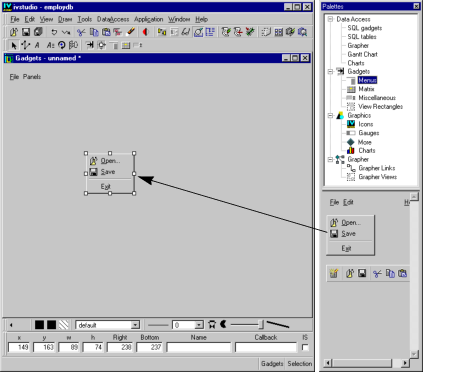 ivstudio - employdb
File Edit View Draw Tools DataAccess Application Window Help
Gadgets - unnamed *
File Panels
Open...
Save
Exit
default
0
x y w h Right Bottom Name Callback IS
149 163 89 74 238 237
Gadgets Selection
Palettes
Data Access
SQL gadgets
SQL tables
Grapher
Gantt Chart
Charts
Gadgets
Menus
Matrix
Miscellaneous
View Rectangles
Graphics
Icons
Gauges
More
Charts
Grapher
Grapher Links
Grapher Views
File Edit
Open...
Save
Exit